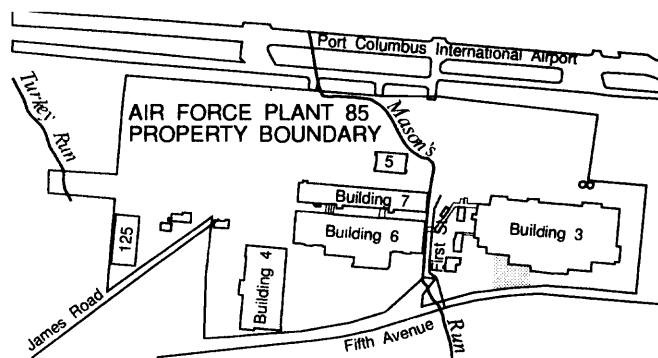 Port Columbus International Airport
Turkey Run
AIR FORCE PLANT 85
PROPERTY BOUNDARY
Mason's
5
Building 7
Building 6
First St.
Building 3
125
Building 4
James Road
Fifth Avenue
Run